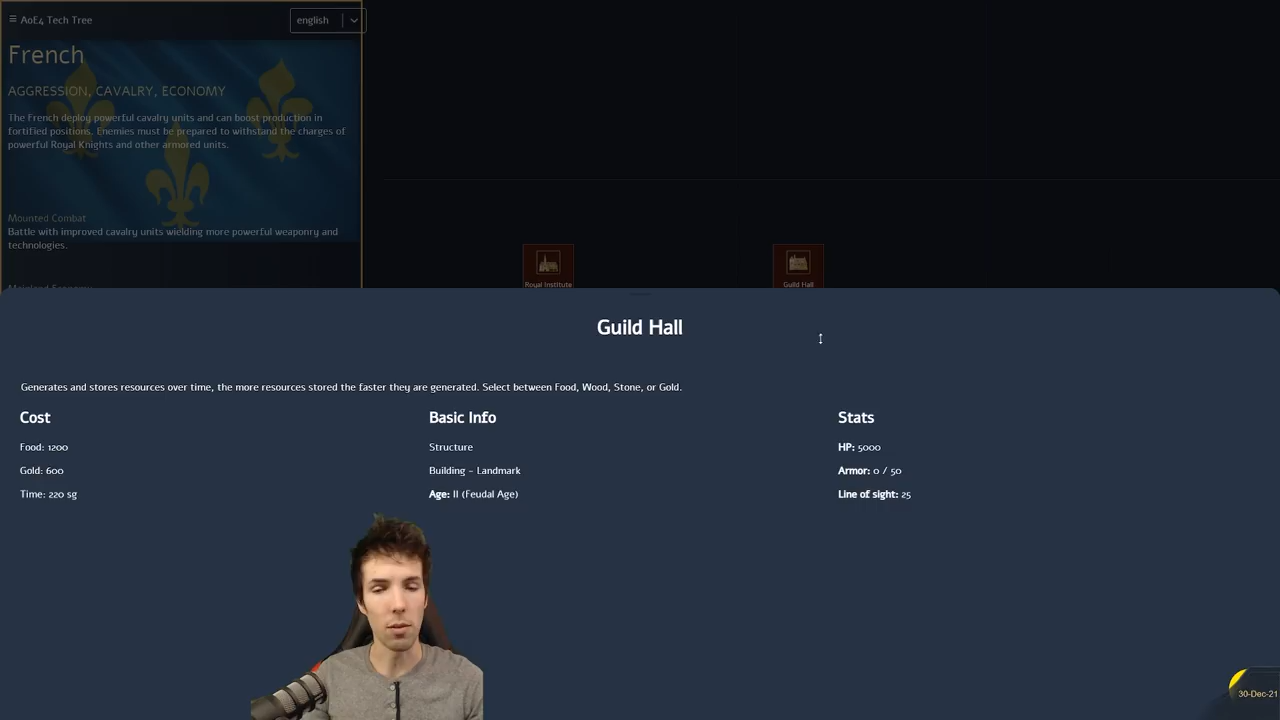 ≡ AoE4 Tech Tree
english
French
AGGRESSION, CAVALRY, ECONOMY
The French deploy powerful cavalry units and can boost production in
fortified positions. Enemies must be prepared to withstand the charges of
powerful Royal Knights and other armored units.
Mounted Combat
Battle with improved cavalry units wielding more powerful weaponry and
technologies.
Mainland Economy
Royal Institute
Guild Hall
Guild Hall
Generates and stores resources over time, the more resources stored the faster they are generated. Select between Food, Wood, Stone, or Gold.
Cost
Food: 1200
Gold: 600
Time: 220 sg
Basic Info
Structure
Building - Landmark
Age: II (Feudal Age)
Stats
HP: 5000
Armor: 0 / 50
Line of sight: 25
30-Dec-21